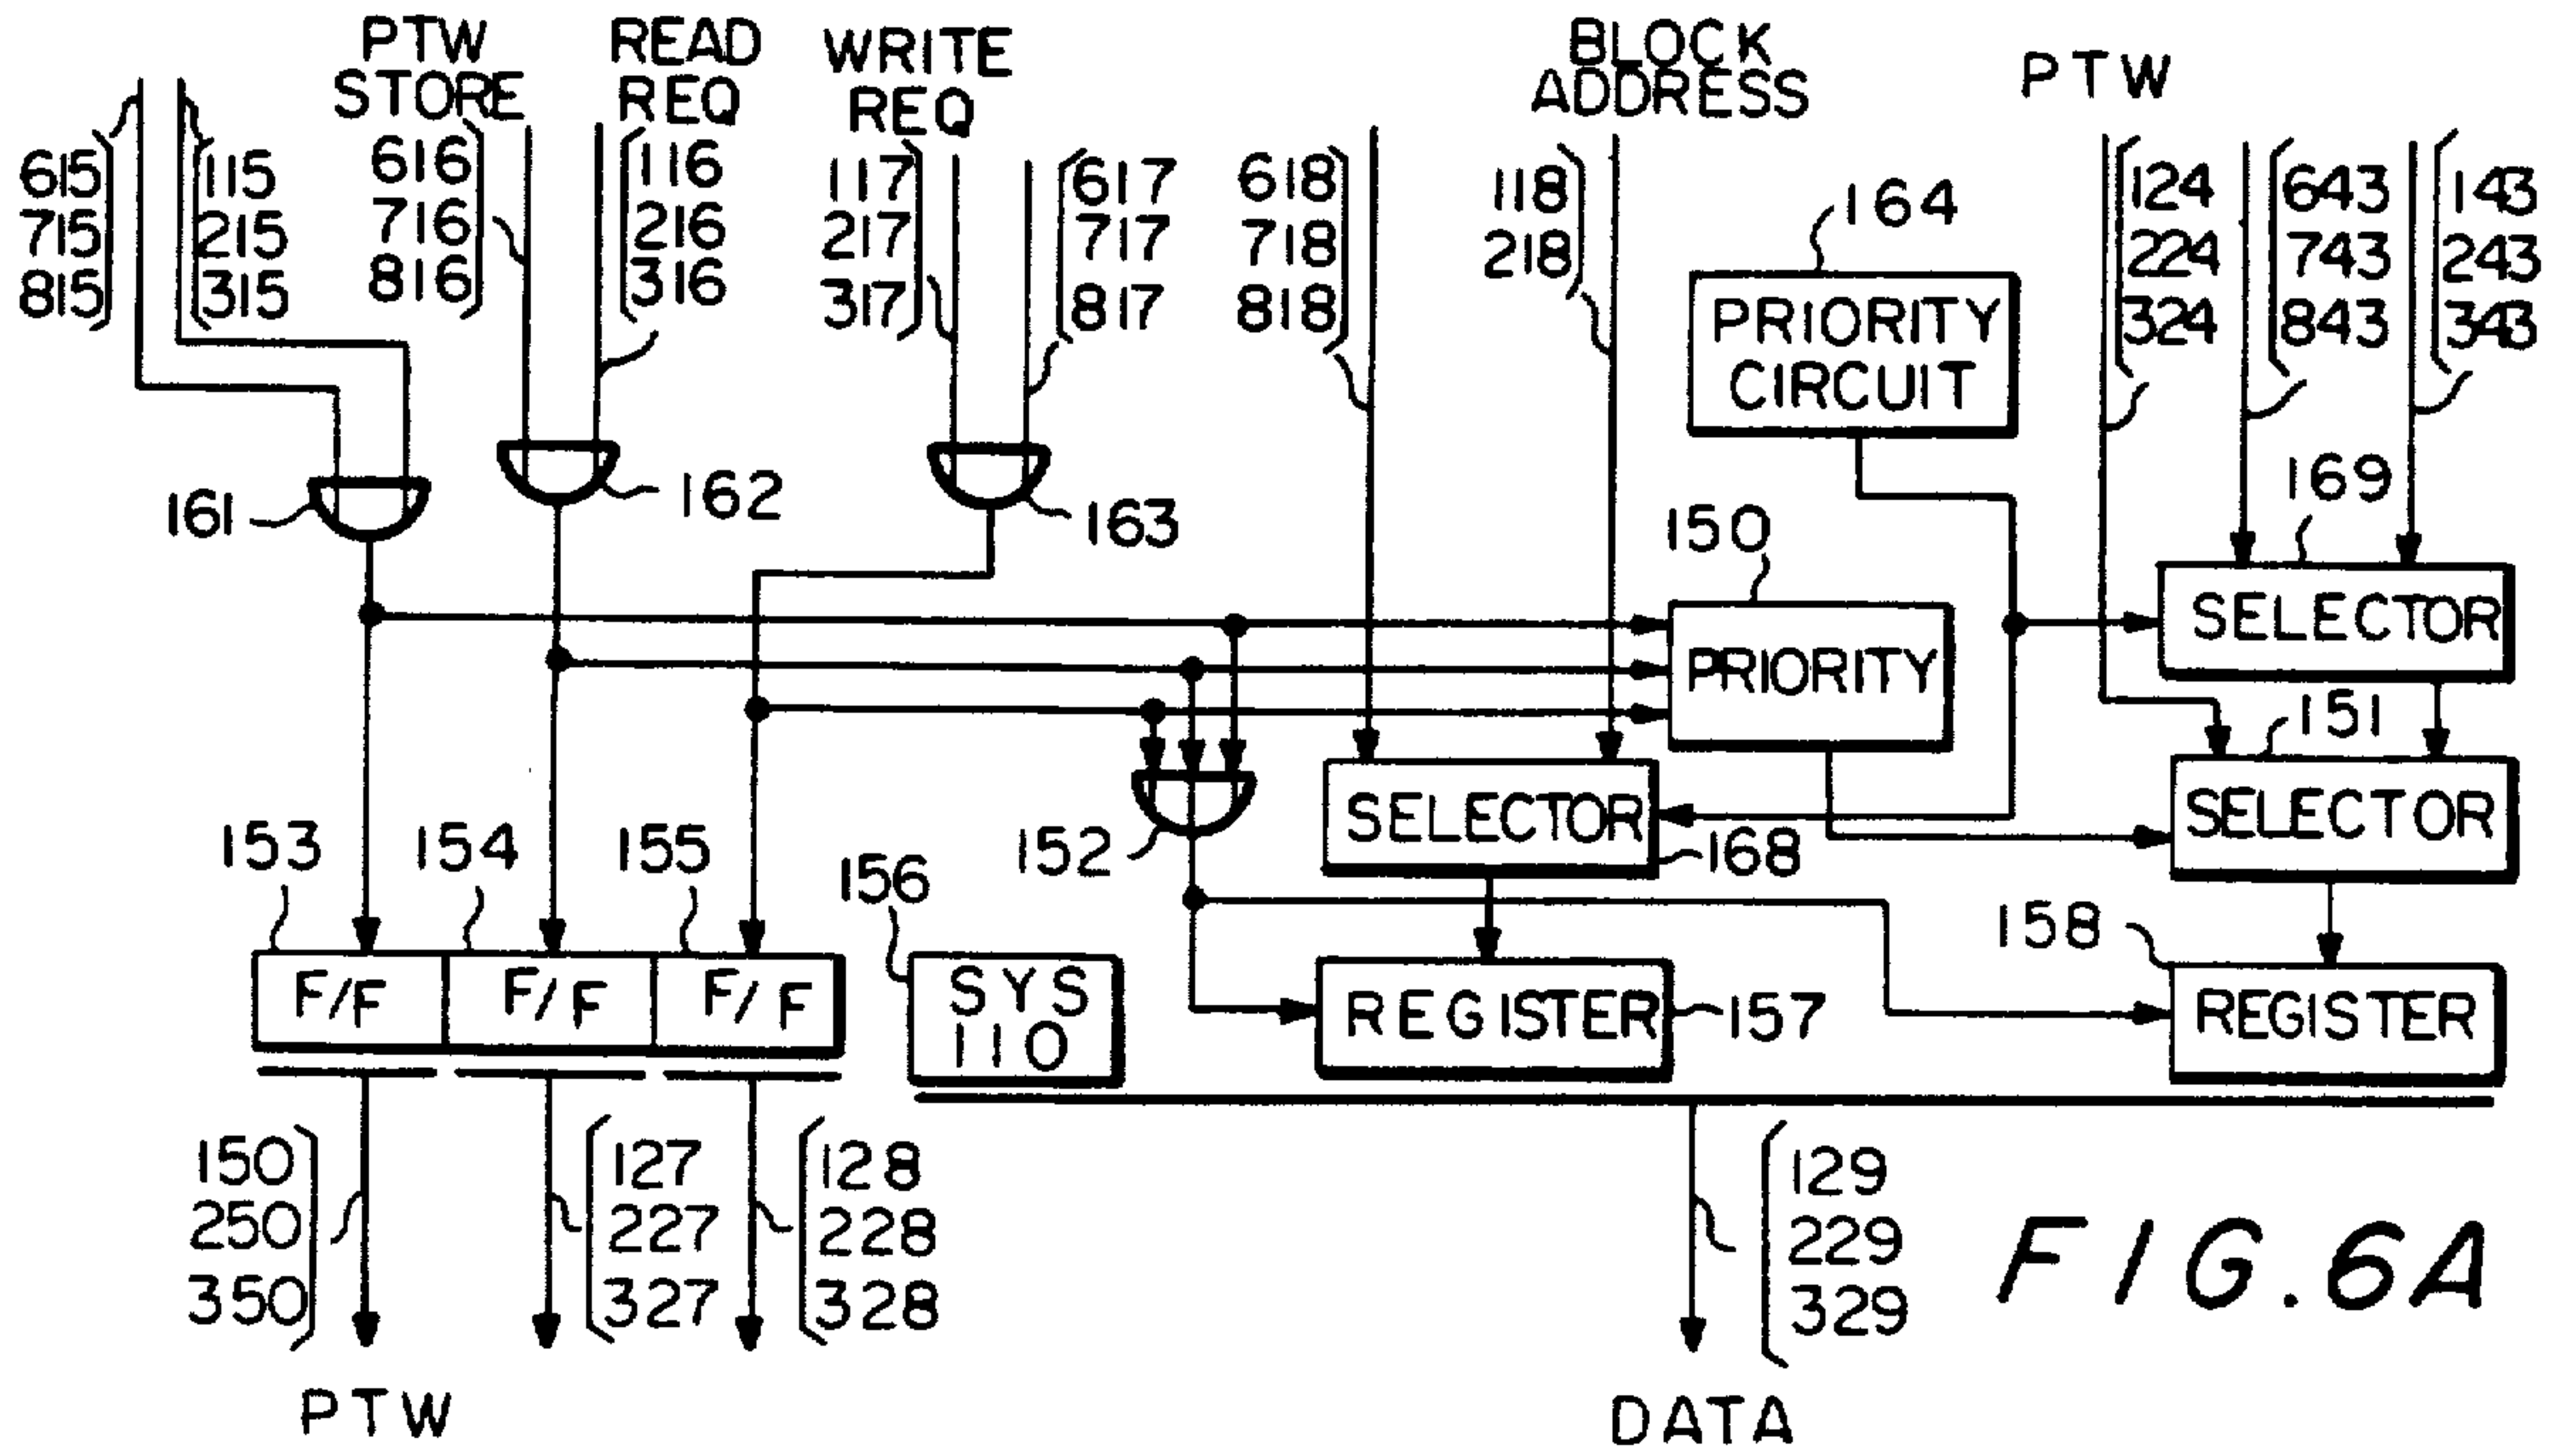 PTW
STORE
READ
REQ
WRITE
REQ
BLOCK
ADDRESS
PTW
615
715
815
115
215
315
616
716
816
116
216
316
117
217
317
617
717
817
618
718
818
118
218
164
PRIORITY
CIRCUIT
124
224
324
643
743
843
143
243
343
161
162
163
150
PRIORITY
169
SELECTOR
151
SELECTOR
152
SELECTOR
168
153
154
155
156
F/F
F/F
F/F
SYS
110
REGISTER
157
158
REGISTER
150
250
350
127
227
327
128
228
328
129
229
329
PTW
DATA
FIG.6A